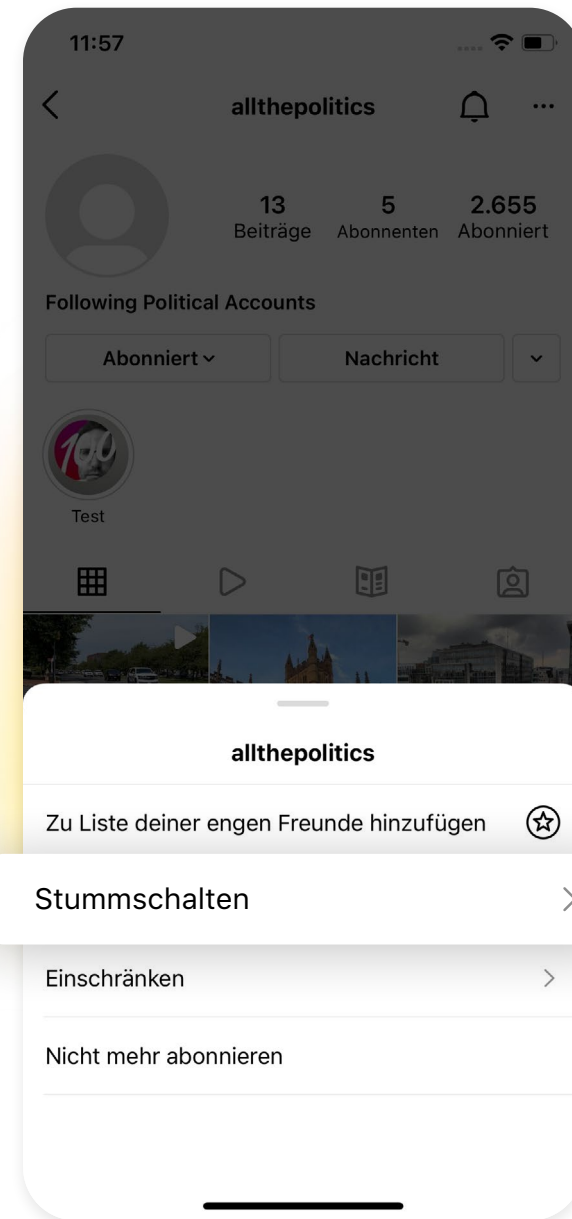 11:57
allthepolitics
13 5 2.655
Beiträge Abonnenten Abonniert
Following Political Accounts
Abonniert Nachricht
100
Test
allthepolitics
Zu Liste deiner engen Freunde hinzufügen
Stummschalten
Einschränken
Nicht mehr abonnieren